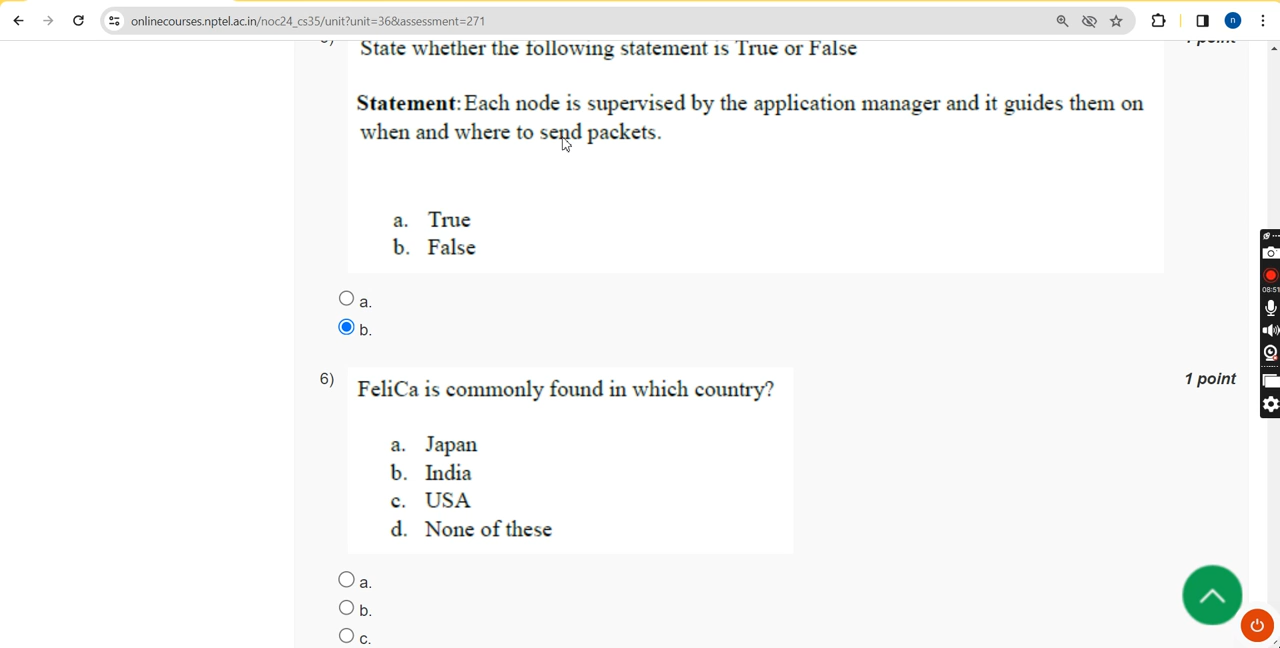 onlinecourses.nptel.ac.in/noc24_cs35/unit?unit=36&assessment=271
n
State whether the following statement is True or False
Statement: Each node is supervised by the application manager and it guides them on
when and where to send packets.
a. True
b. False
a.
b.
6)
1 point
FeliCa is commonly found in which country?
a. Japan
b. India
c. USA
d. None of these
a.
b.
c.
08:51